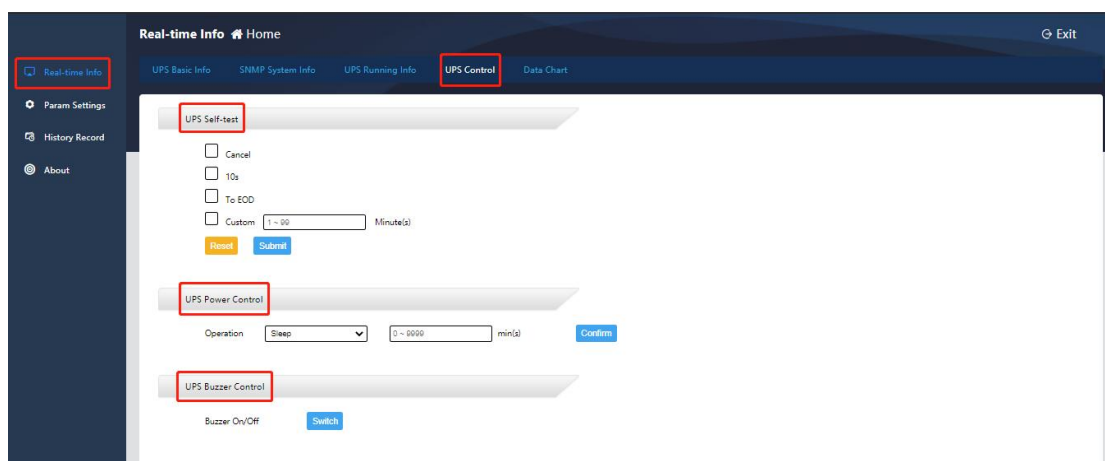 Real-time Info Home
Exit
Real-time Info
Param Settings
History Record
About
UPS Basic Info SNMP System Info UPS Running Info UPS Control Data Chart
UPS Self-test
Cancel
10s
To EOD
Custom 1 ~ 99 Minute(s)
Reset Submit
UPS Power Control
Operation Sleep 0 ~ 9999 min(s) Confirm
UPS Buzzer Control
Buzzer On/Off Switch